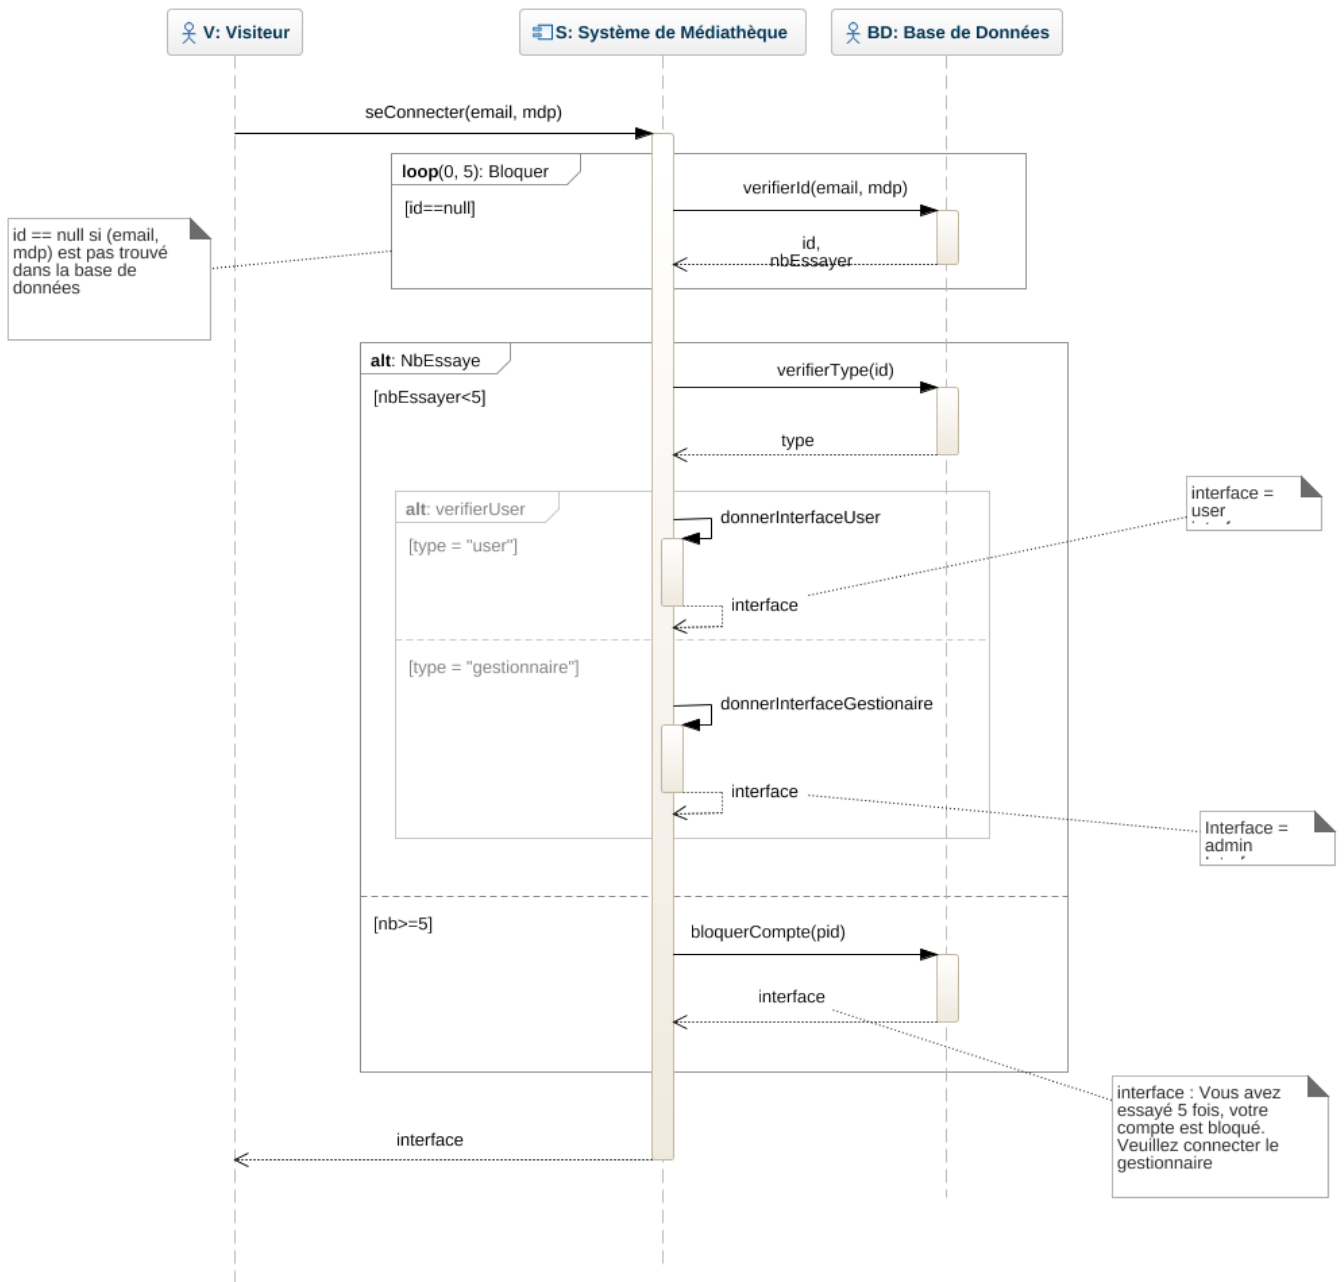 V: Visiteur
S: Système de Médiathèque
BD: Base de Données
seConnecter(email, mdp)
loop(0, 5): Bloquer
[id==null]
verifierId(email, mdp)
id,
nbEssayer
id == null si (email,
mdp) est pas trouvé
dans la base de
données
alt: NbEssaye
[nbEssayer<5]
verifierType(id)
type
alt: verifierUser
[type = "user"]
donnerInterfaceUser
interface
interface =
user
[type = "gestionnaire"]
donnerInterfaceGestionaire
interface
Interface =
admin
[nb>=5]
bloquerCompte(pid)
interface
interface : Vous avez
essayé 5 fois, votre
compte est bloqué.
Veuillez connecter le
gestionnaire
interface